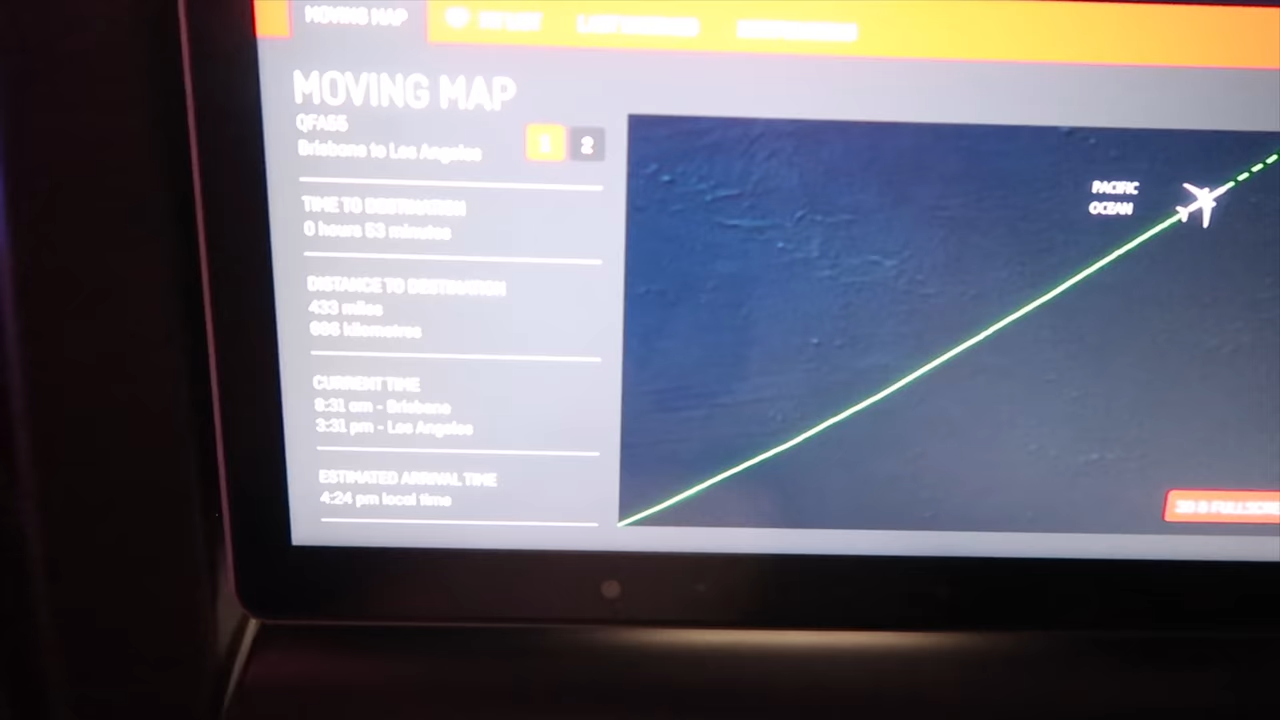 MOVING MAP
MOVING MAP
Brisbane to Los Angeles
1 2
TIME TO DESTINATION
0 hours 53 minutes
DISTANCE TO DESTINATION
433 miles
kilometres
CURRENT TIME
8:31 am - Brisbane
3:31 pm - Los Angeles
ESTIMATED ARRIVAL TIME
4:24 pm local time
PACIFIC
OCEAN